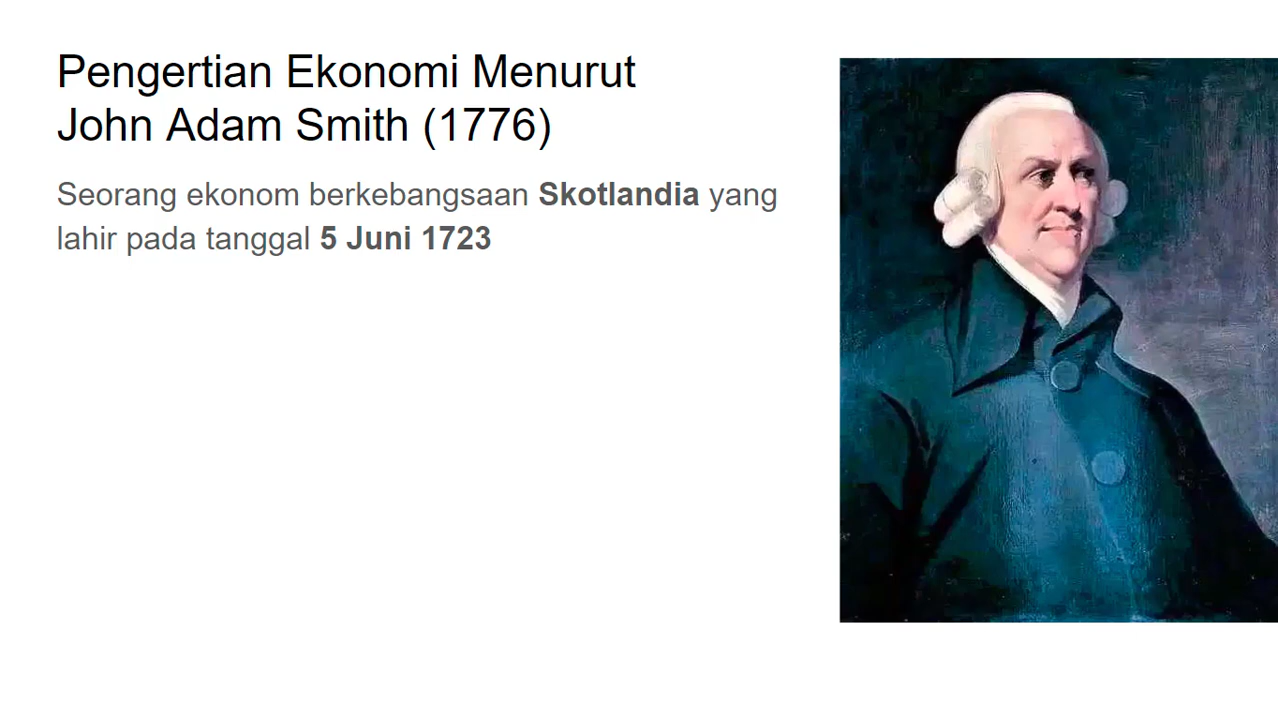 Pengertian Ekonomi Menurut
John Adam Smith (1776)
Seorang ekonom berkebangsaan Skotlandia yang
lahir pada tanggal 5 Juni 1723